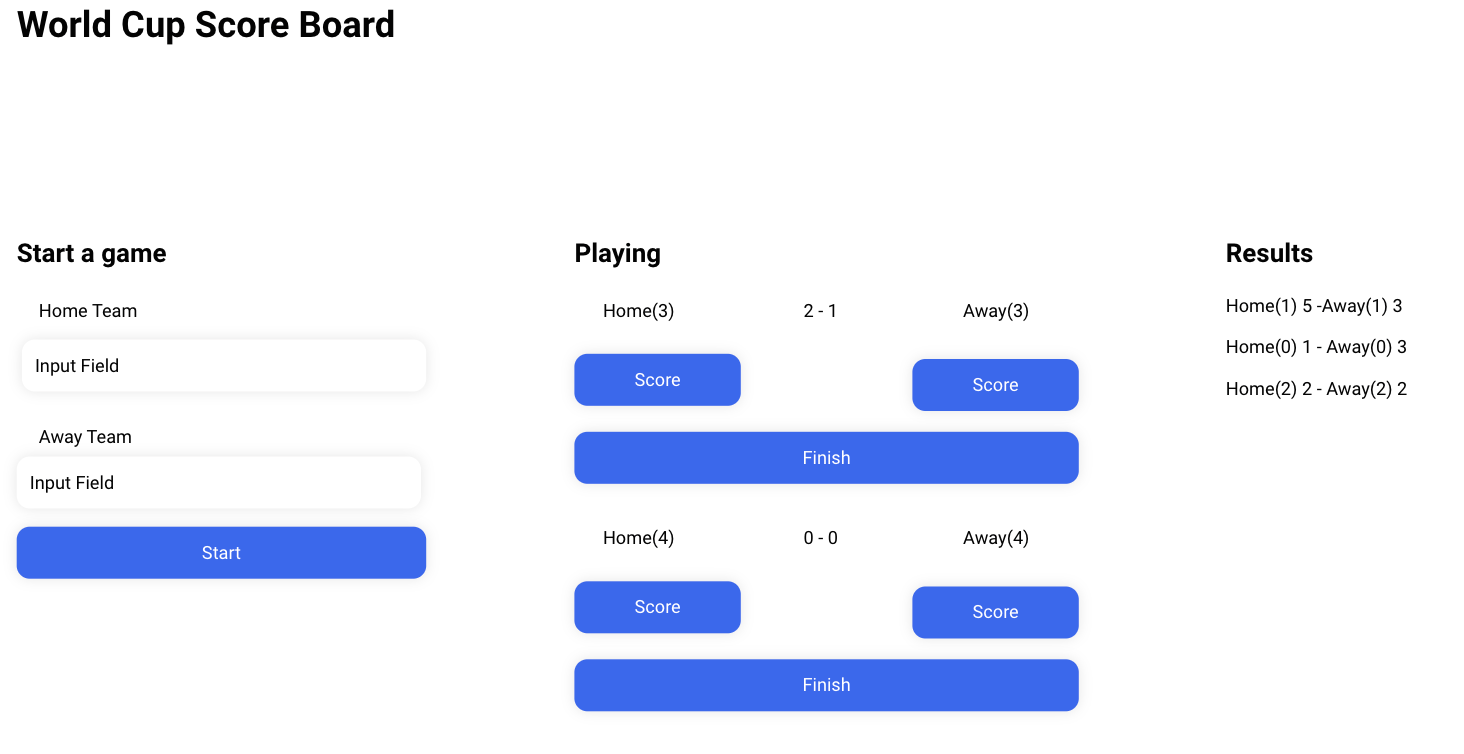 World Cup Score Board
Start a game
Home Team
Input Field
Away Team
Input Field
Start
Playing
Home(3) 2 - 1 Away(3)
Score Score
Finish
Home(4) 0 - 0 Away(4)
Score Score
Finish
Results
Home(1) 5 -Away(1) 3
Home(0) 1 - Away(0) 3
Home(2) 2 - Away(2) 2